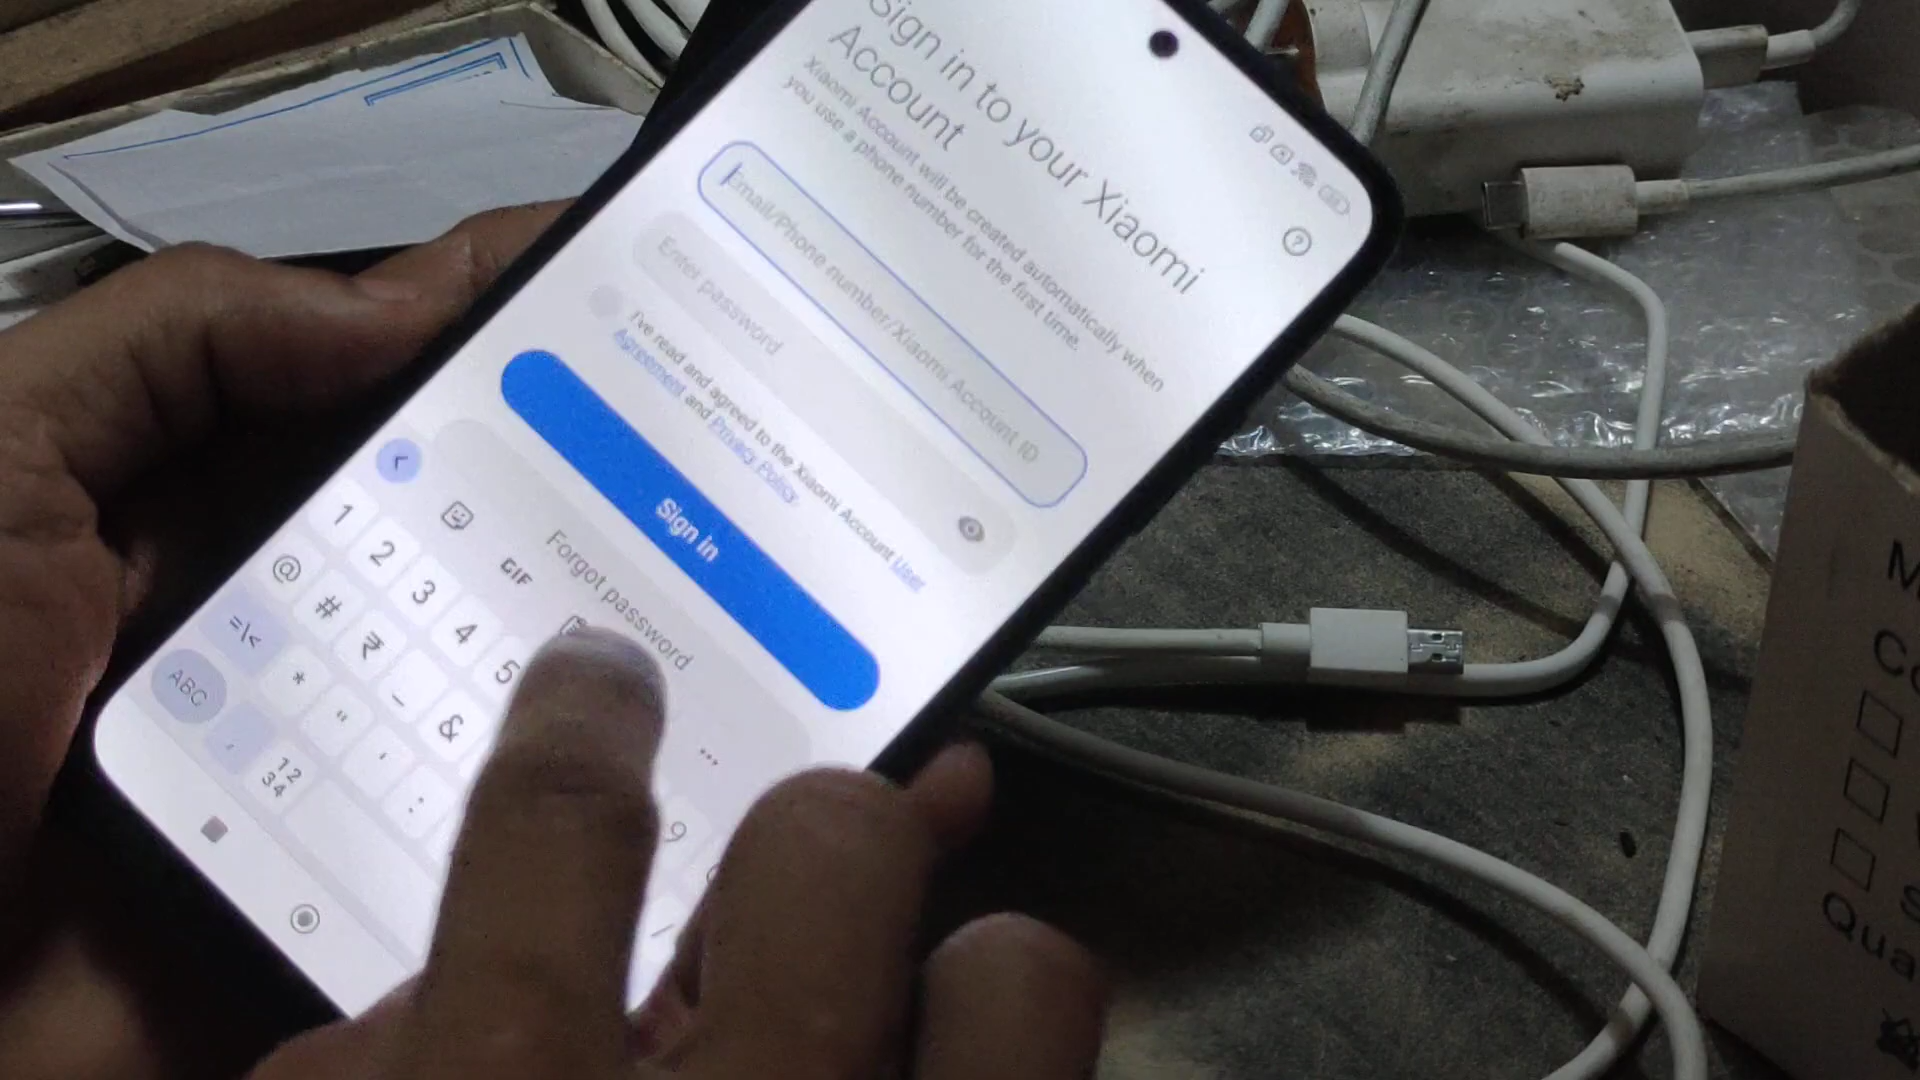 Sign in to your Xiaomi
Account
Xiaomi Account will be created automatically when
you use a phone number for the first time.
Email/Phone number/Xiaomi Account ID
Enter password
I've read and agreed to the Xiaomi Account User
Agreement and Privacy Policy.
Sign in
Forgot password
GIF
1 2 3 4 5 9
@ # ₹ _ & /
=\< * " ' :
ABC , 12
34
Qua